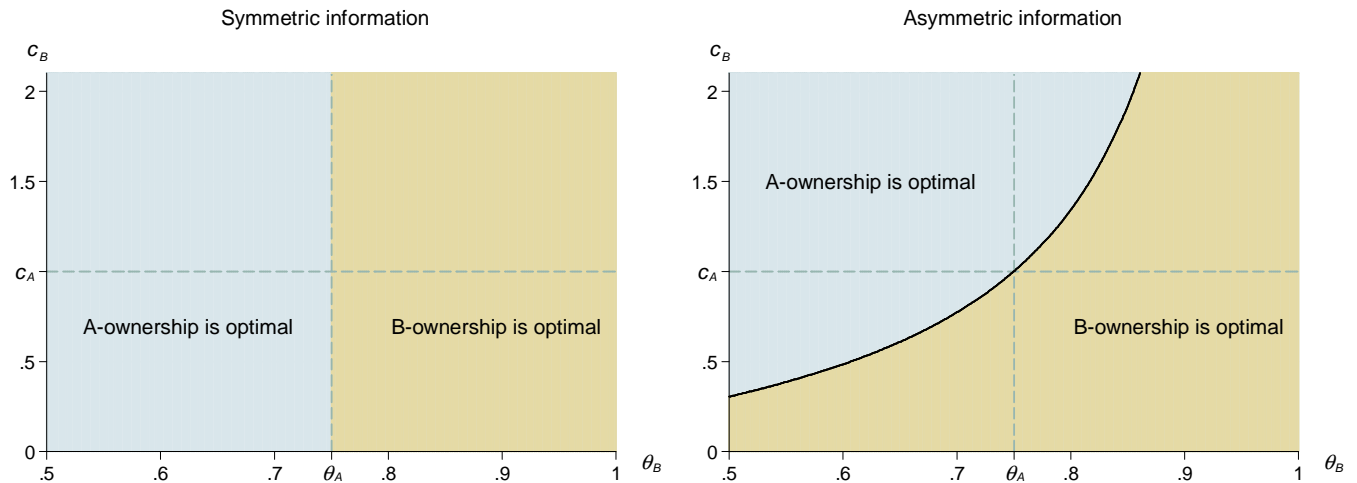 Symmetric information
c_B
2
1.5
c_A
.5
0
A-ownership is optimal
B-ownership is optimal
.5 .6 .7 θ_A .8 .9 1
θ_B
Asymmetric information
c_B
2
1.5
c_A
.5
0
A-ownership is optimal
B-ownership is optimal
.5 .6 .7 θ_A .8 .9 1
θ_B